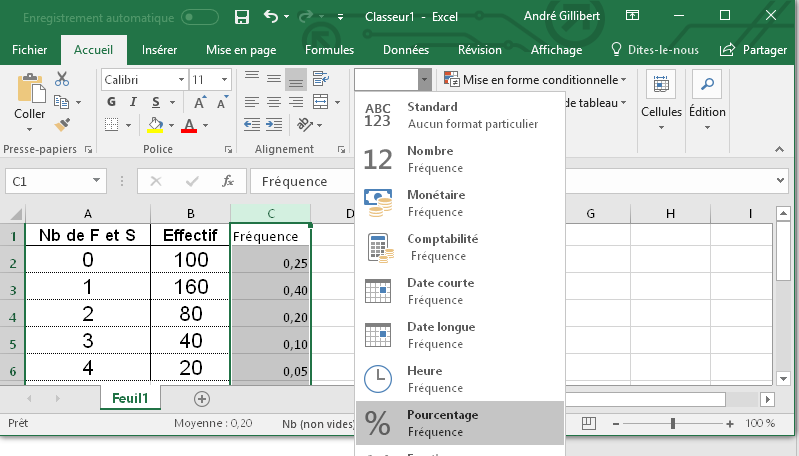 Enregistrement automatique
Classeur1 - Excel
André Gillibert
Fichier Accueil Insérer Mise en page Formules Données Révision Affichage Dites-le-nous Partager
Coller
Calibri 11
G I S A A
A
Mise en forme conditionnelle
de tableau
Cellules
Édition
Presse-papiers Police Alignement
ABC
123
Standard
Aucun format particulier
12
Nombre
Fréquence
Monétaire
Fréquence
Comptabilité
Fréquence
Date courte
Fréquence
Date longue
Fréquence
Heure
Fréquence
%
Pourcentage
Fréquence
C1 fx Fréquence
A B C D G H I
1 Nb de F et S Effectif Fréquence
2 0 100 0,25
3 1 160 0,40
4 2 80 0,20
5 3 40 0,10
6 4 20 0,05
Feuil1
Prêt Moyenne : 0,20 Nb (non vides) 100 %